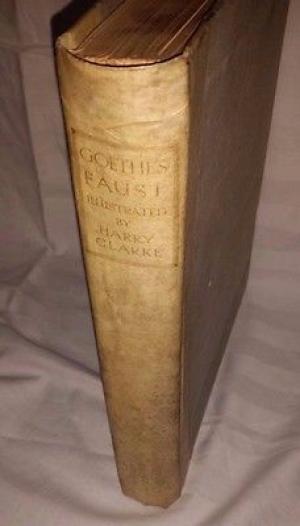 GOETHE'S
FAUST
ILLUSTRATED
BY
HARRY
CLARKE